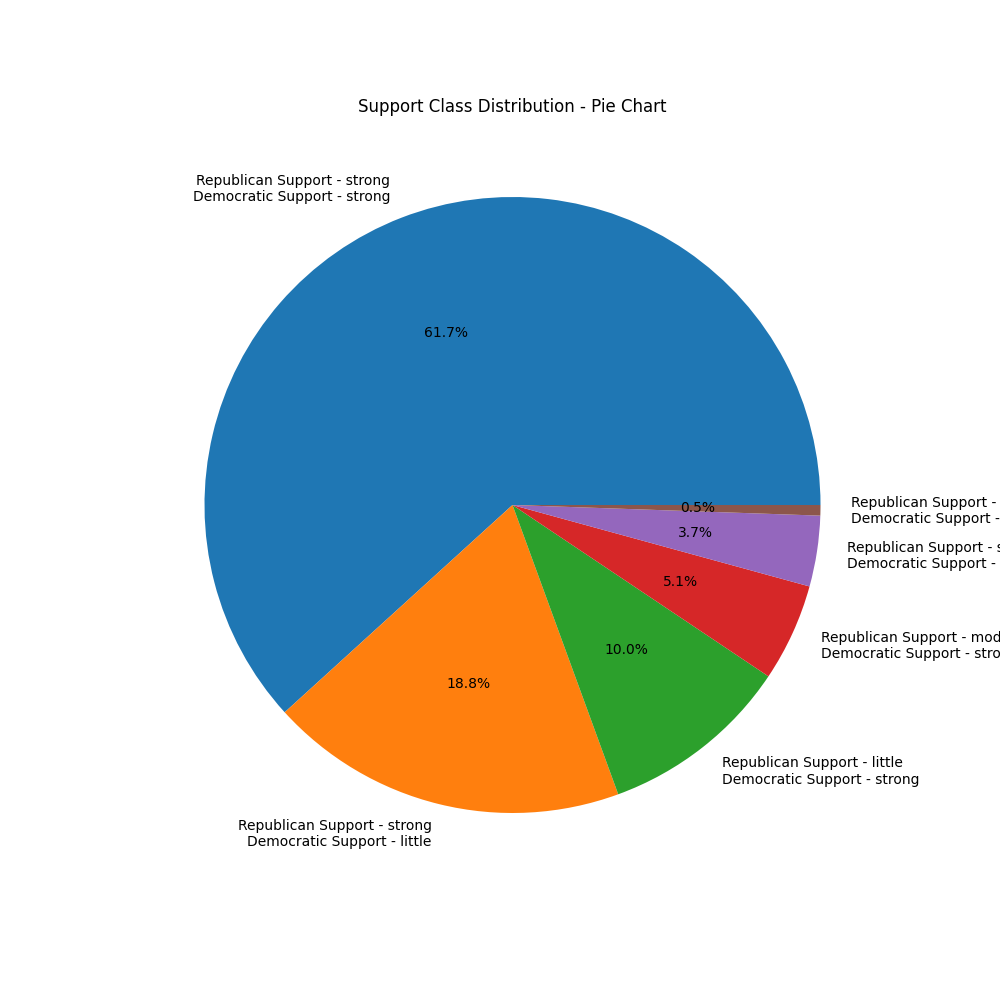 Support Class Distribution - Pie Chart
Republican Support - strong
Democratic Support - strong
61.7%
Republican Support -
Democratic Support -
0.5%
Republican Support -
Democratic Support -
3.7%
5.1%
Republican Support -
Democratic Support -
10.0%
18.8%
Republican Support - little
Democratic Support - strong
Republican Support - strong
Democratic Support - little